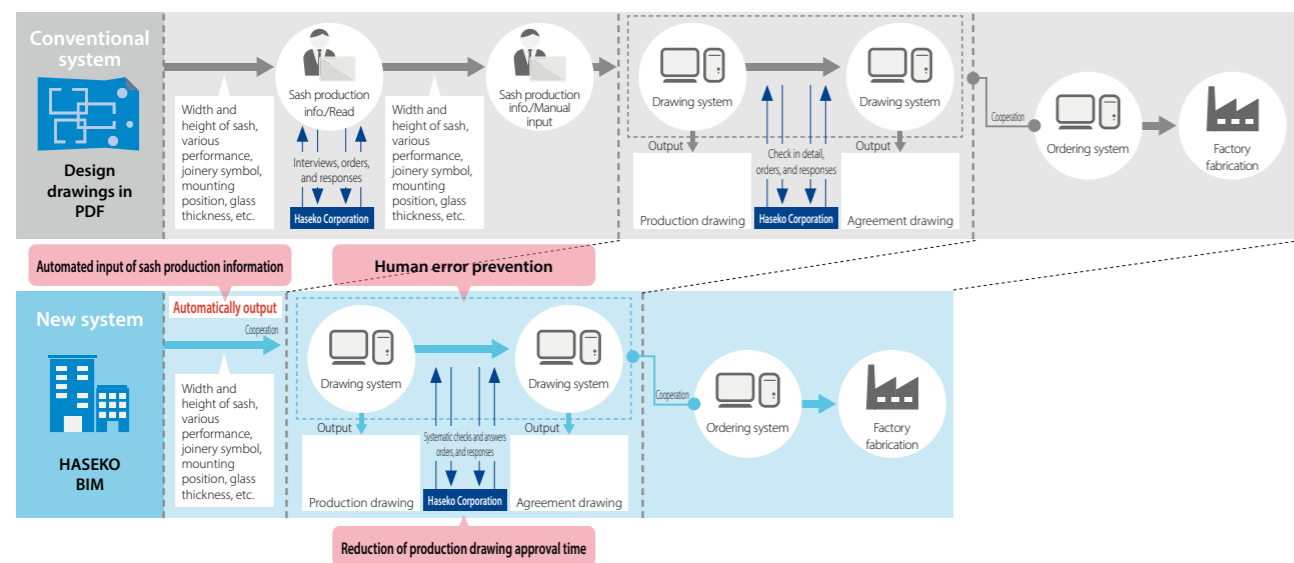 Conventional
system
Design
drawings in
PDF
Width and
height of sash,
various
performance,
joinery symbol,
mounting
position, glass
thickness, etc.
Sash production
info/Read
Interviews, orders,
and responses
Haseko Corporation
Width and
height of sash,
various
performance,
joinery symbol,
mounting
position, glass
thickness, etc.
Sash production
info./Manual
input
Drawing system
Output
Production drawing
Check in detail,
orders, and responses
Haseko Corporation
Drawing system
Output
Agreement drawing
Cooperation
Ordering system
Factory
fabrication
Automated input of sash production information
Human error prevention
New system
HASEKO
BIM
Automatically output
Cooperation
Width and
height of sash,
various
performance,
joinery symbol,
mounting
position, glass
thickness, etc.
Drawing system
Output
Production drawing
Systematic checks and answers
orders, and responses
Haseko Corporation
Drawing system
Output
Agreement drawing
Cooperation
Ordering system
Factory
fabrication
Reduction of production drawing approval time